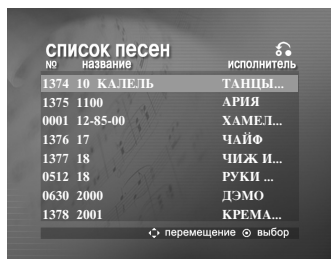 список песен
№ название исполнитель
1374 10 КАЛЕЛЬ ТАНЦЫ...
1375 1100 АРИЯ
0001 12-85-00 ХАМЕЛ...
1376 17 ЧАЙФ
1377 18 ЧИЖ И...
0512 18 РУКИ ...
0630 2000 ДЭМО
1378 2001 КРЕМА...
перемещение выбор